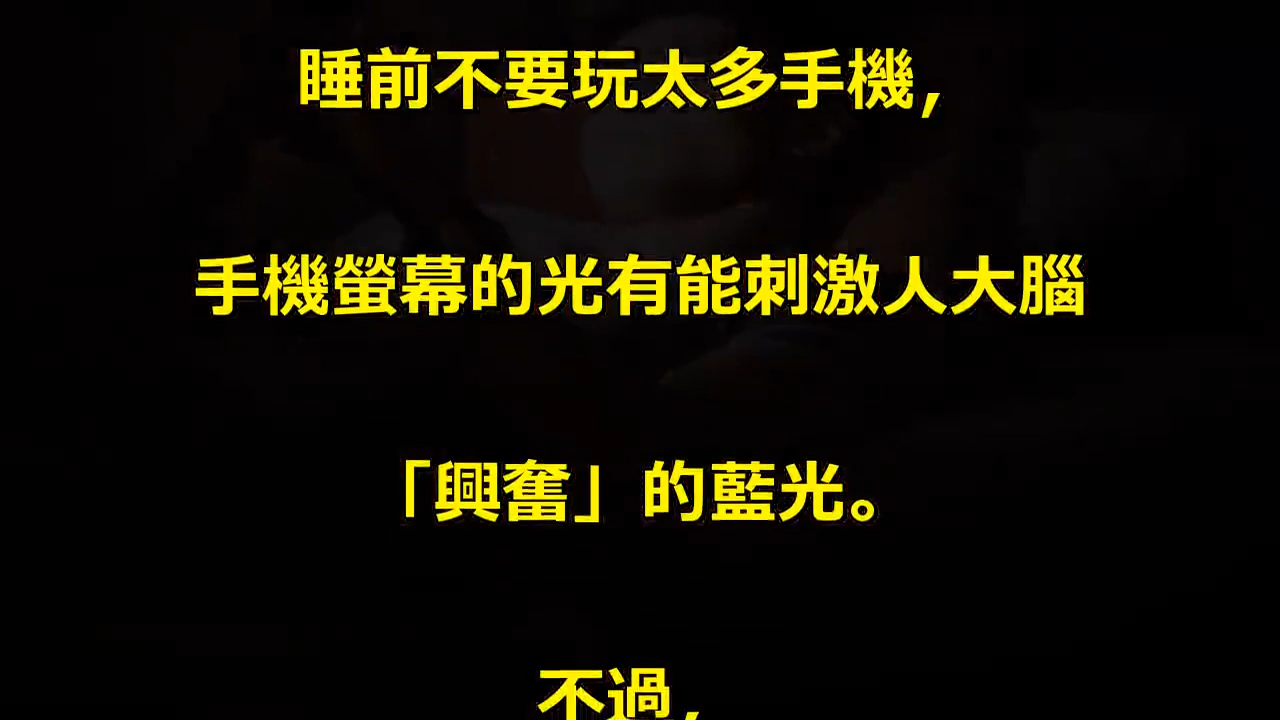 睡前不要玩太多手機,
手機螢幕的光有能刺激人大腦
「興奮」的藍光。
不過,